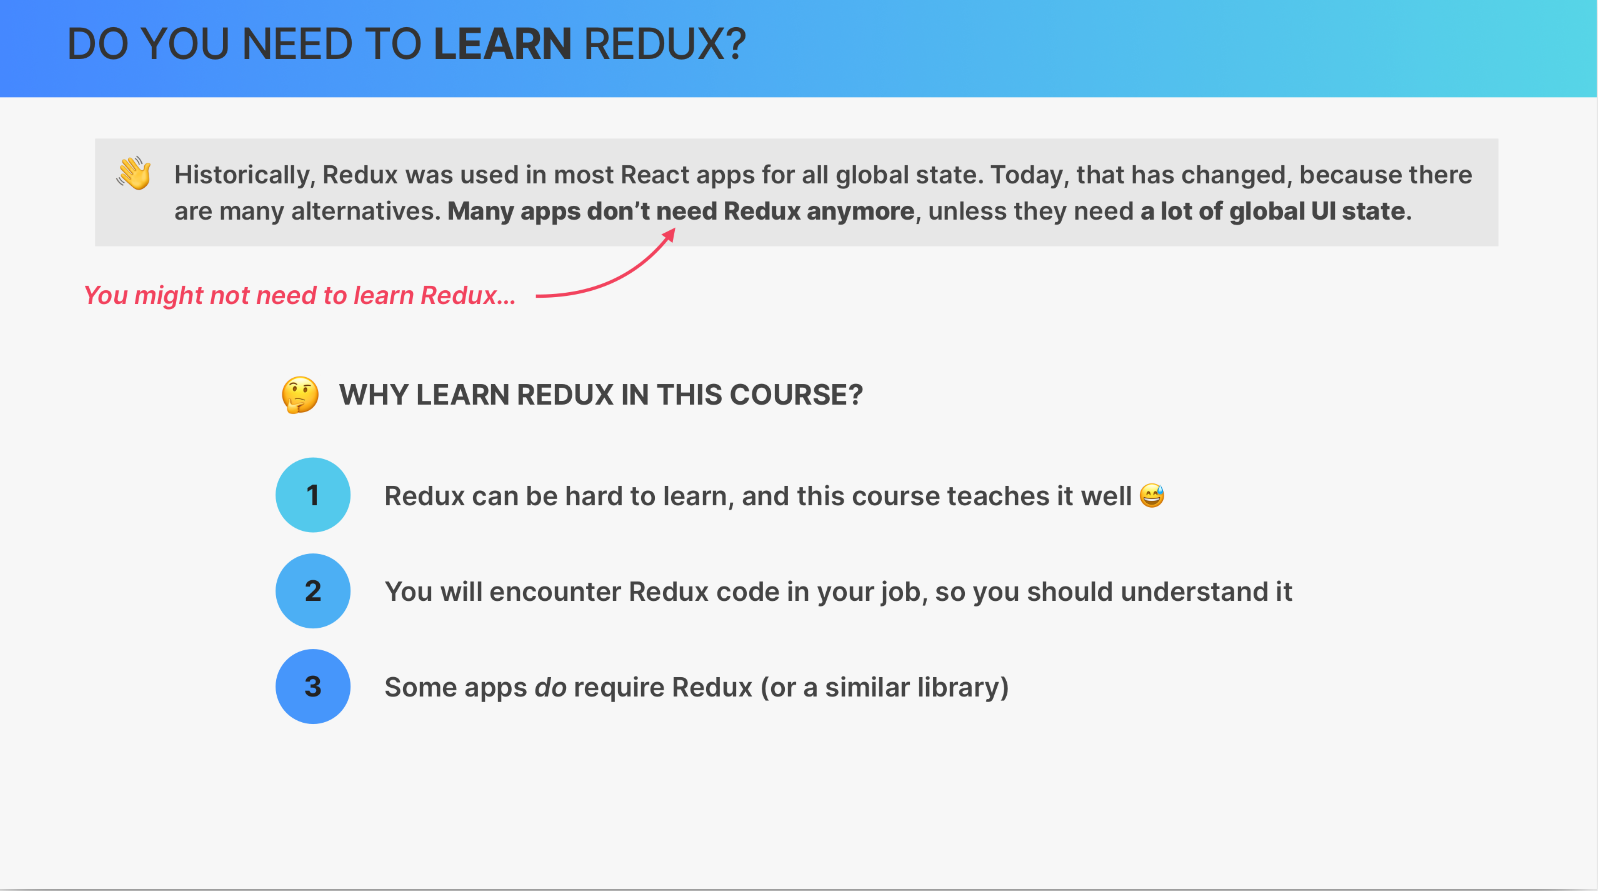 DO YOU NEED TO LEARN REDUX?
👋 Historically, Redux was used in most React apps for all global state. Today, that has changed, because there
are many alternatives. Many apps don’t need Redux anymore, unless they need a lot of global UI state.
You might not need to learn Redux...
🤔 WHY LEARN REDUX IN THIS COURSE?
1 Redux can be hard to learn, and this course teaches it well 😅
2 You will encounter Redux code in your job, so you should understand it
3 Some apps do require Redux (or a similar library)